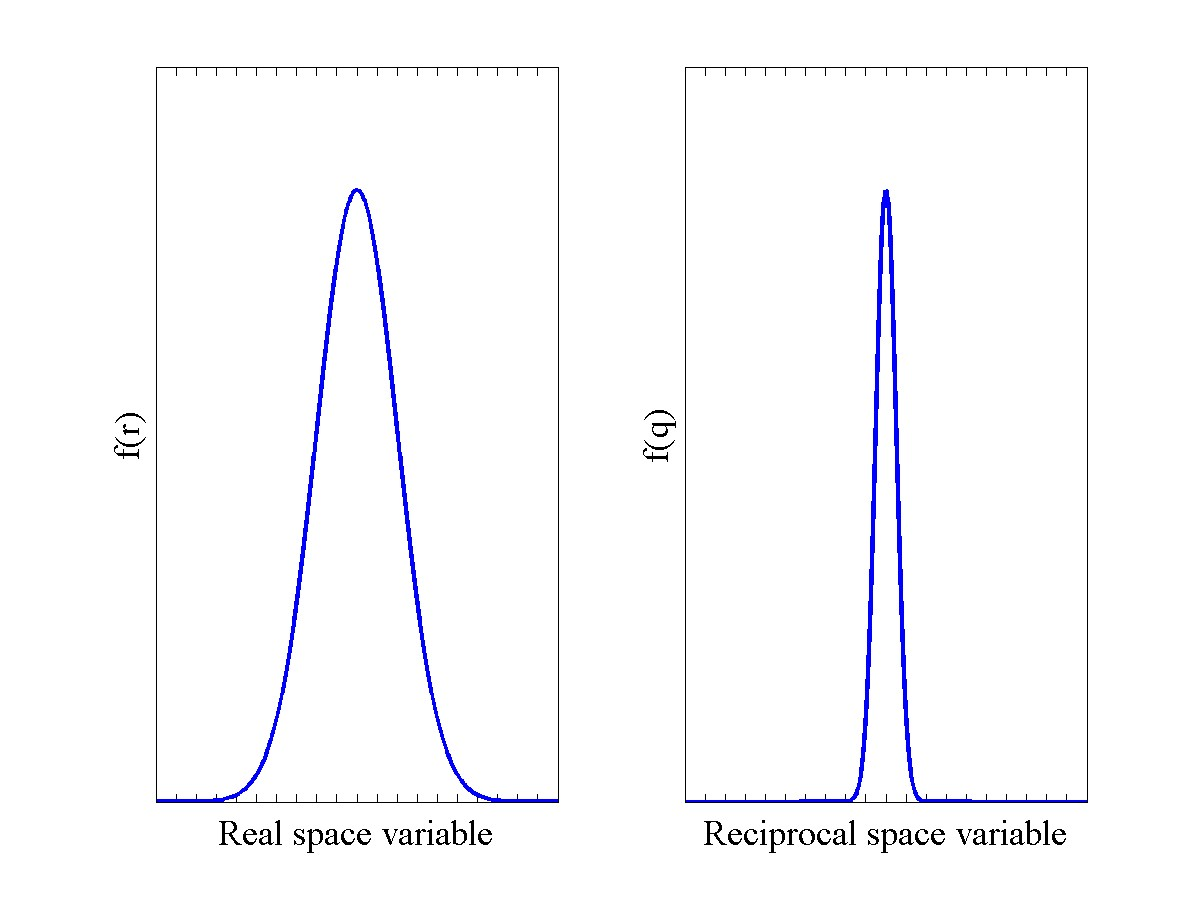 f(r)
Real space variable
f(q)
Reciprocal space variable